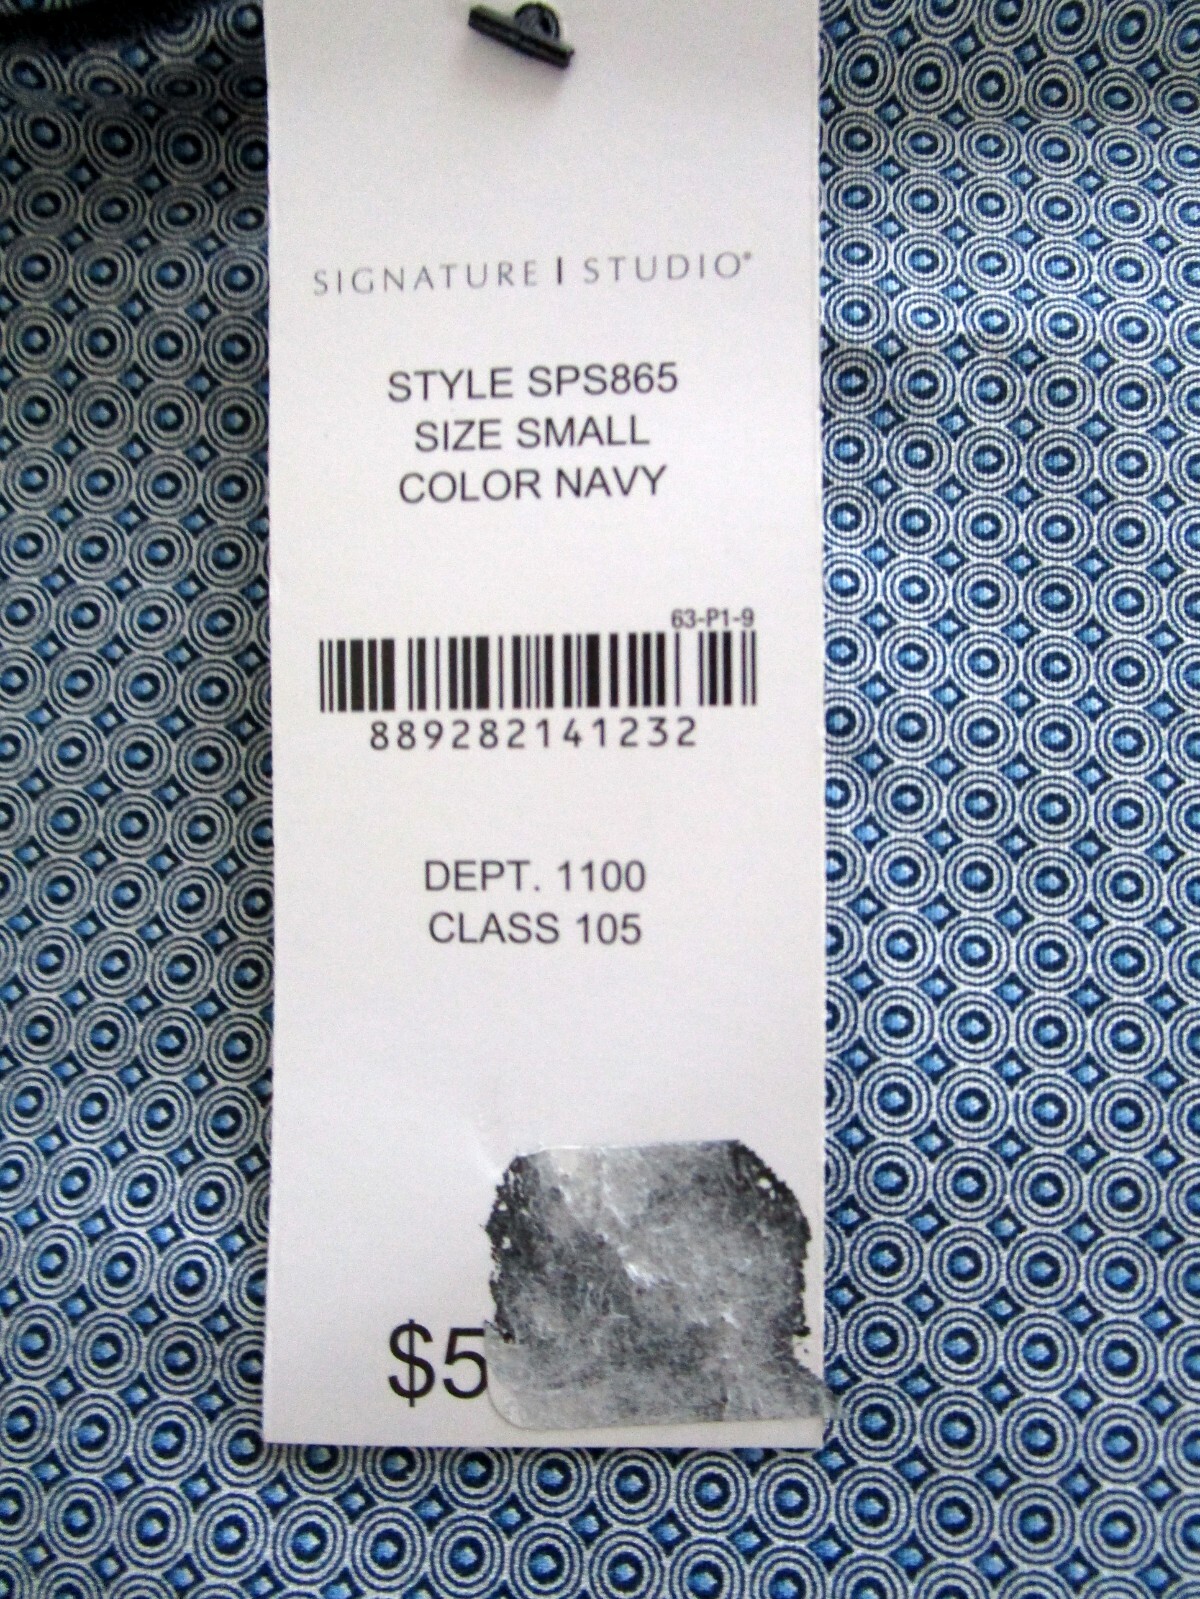 SIGNATURE | STUDIO®
STYLE SPS865
SIZE SMALL
COLOR NAVY
63-P1-9
889282141232
DEPT. 1100
CLASS 105
$5